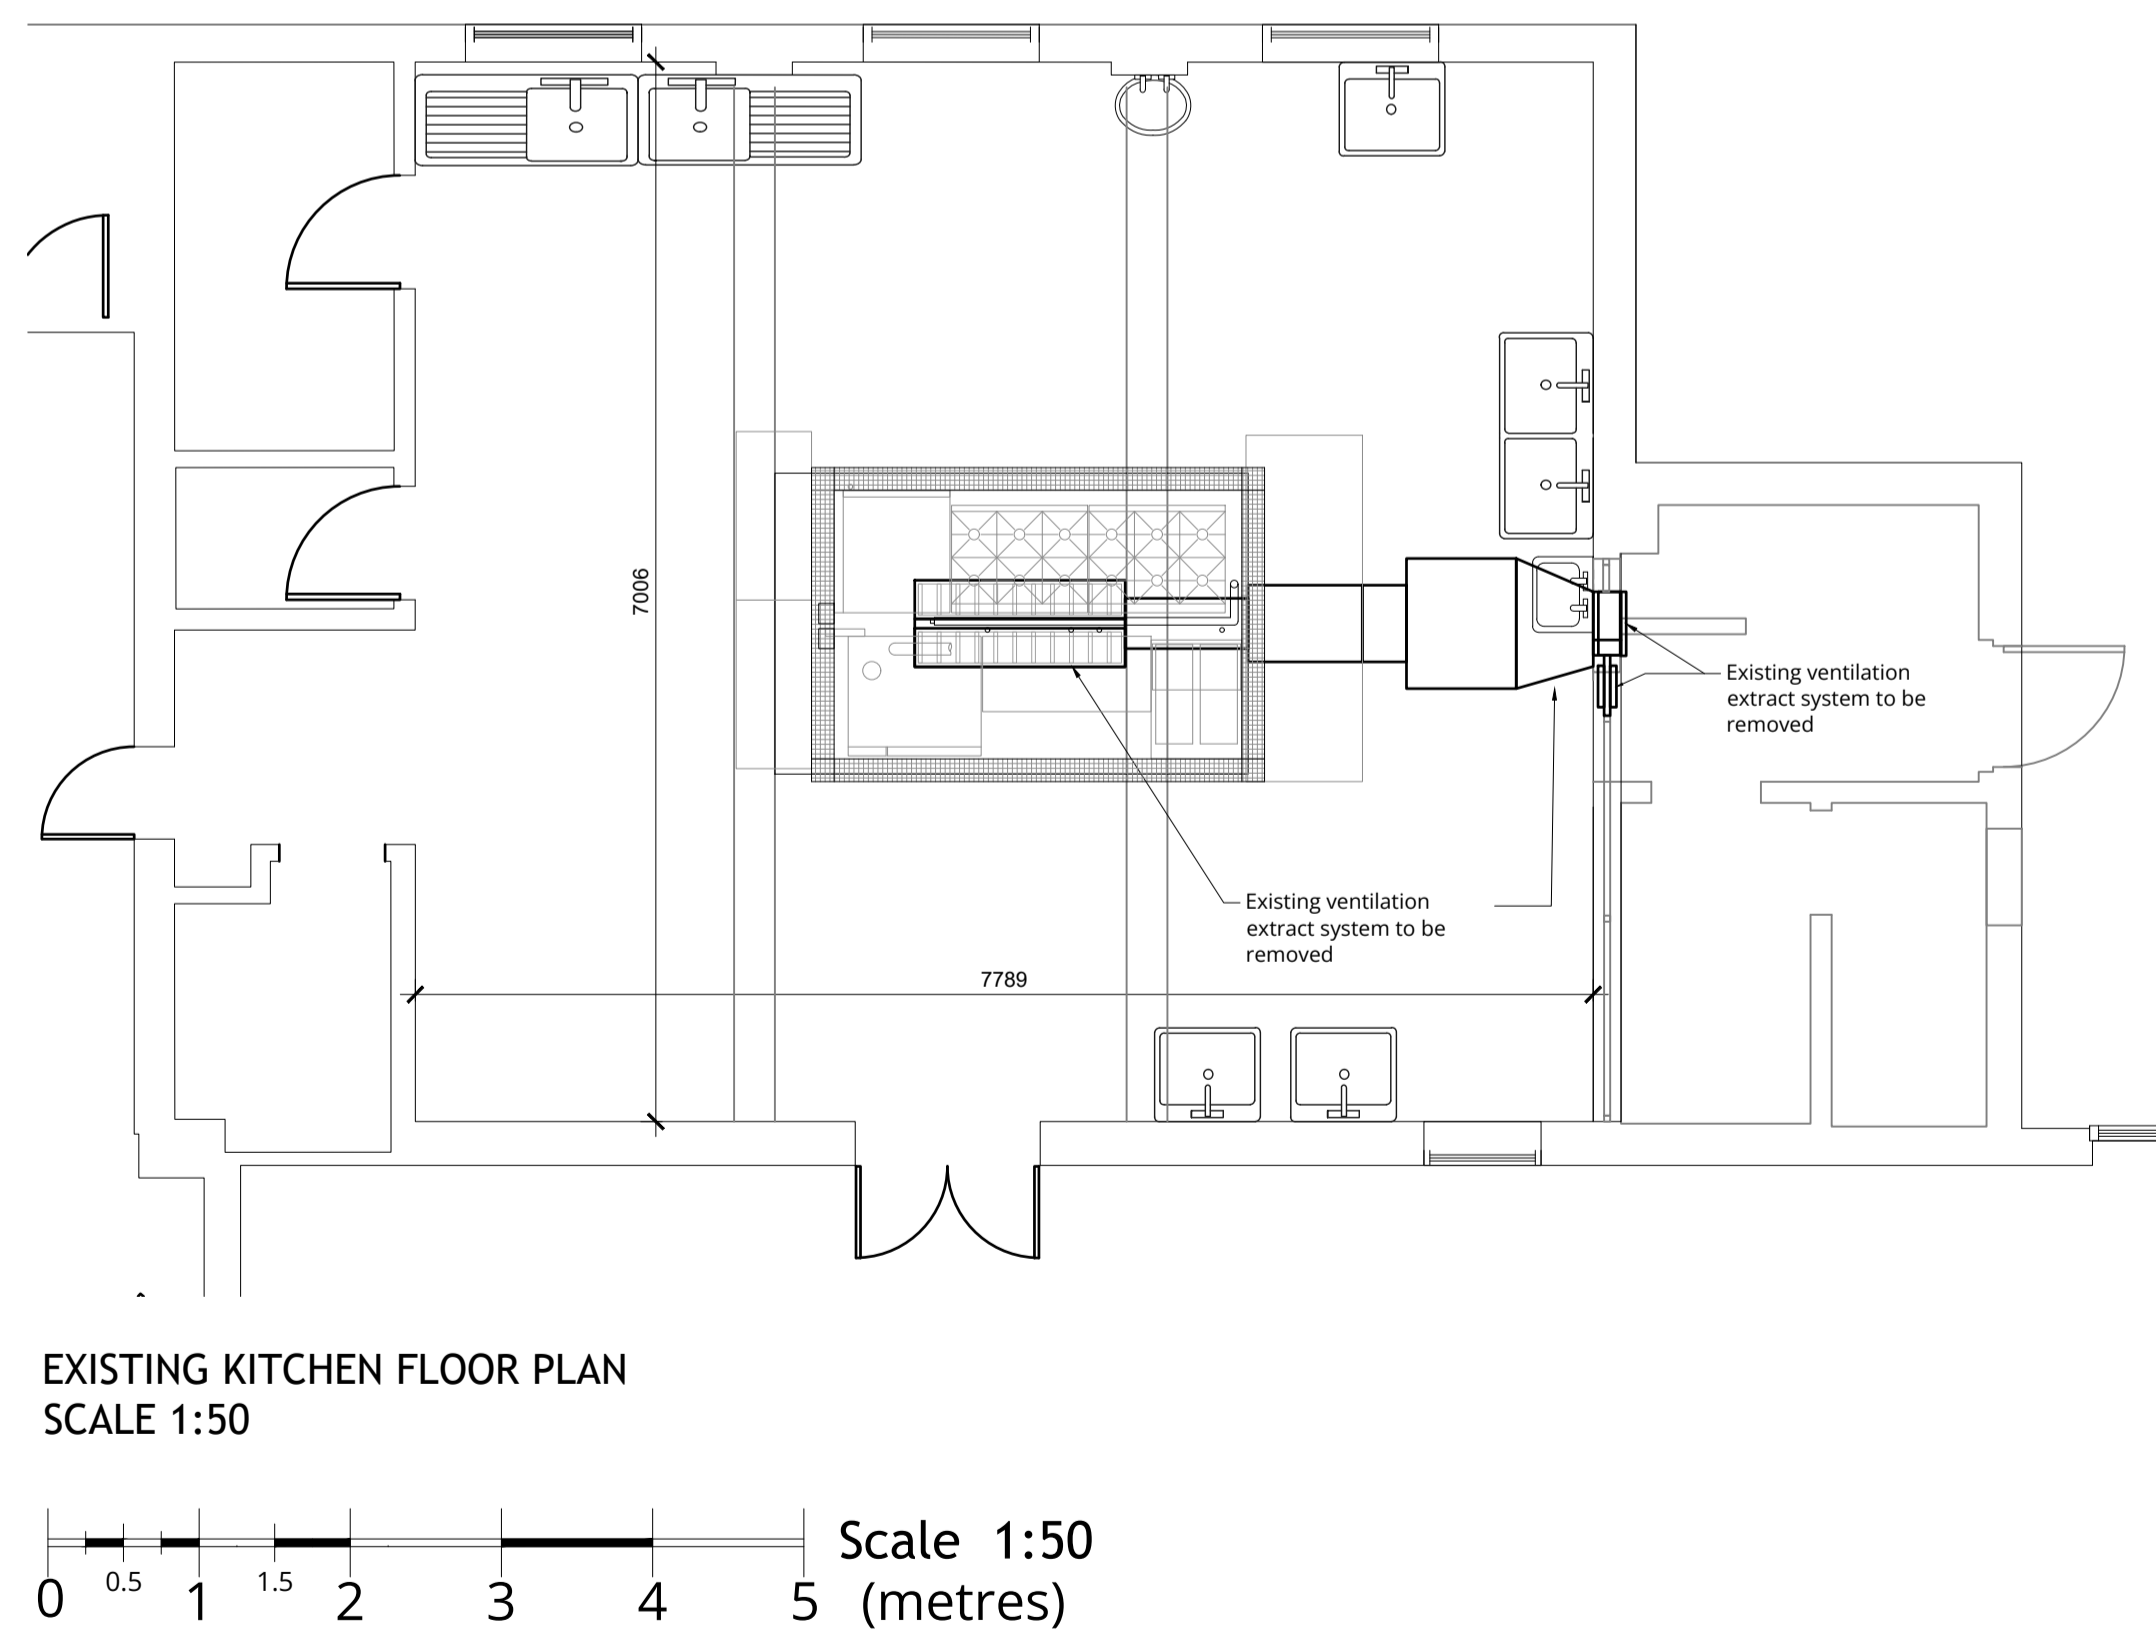 7006
Existing ventilation
extract system to be
removed
Existing ventilation
extract system to be
removed
7789
EXISTING KITCHEN FLOOR PLAN
SCALE 1:50
Scale 1:50
0 0.5 1 1.5 2 3 4 5 (metres)